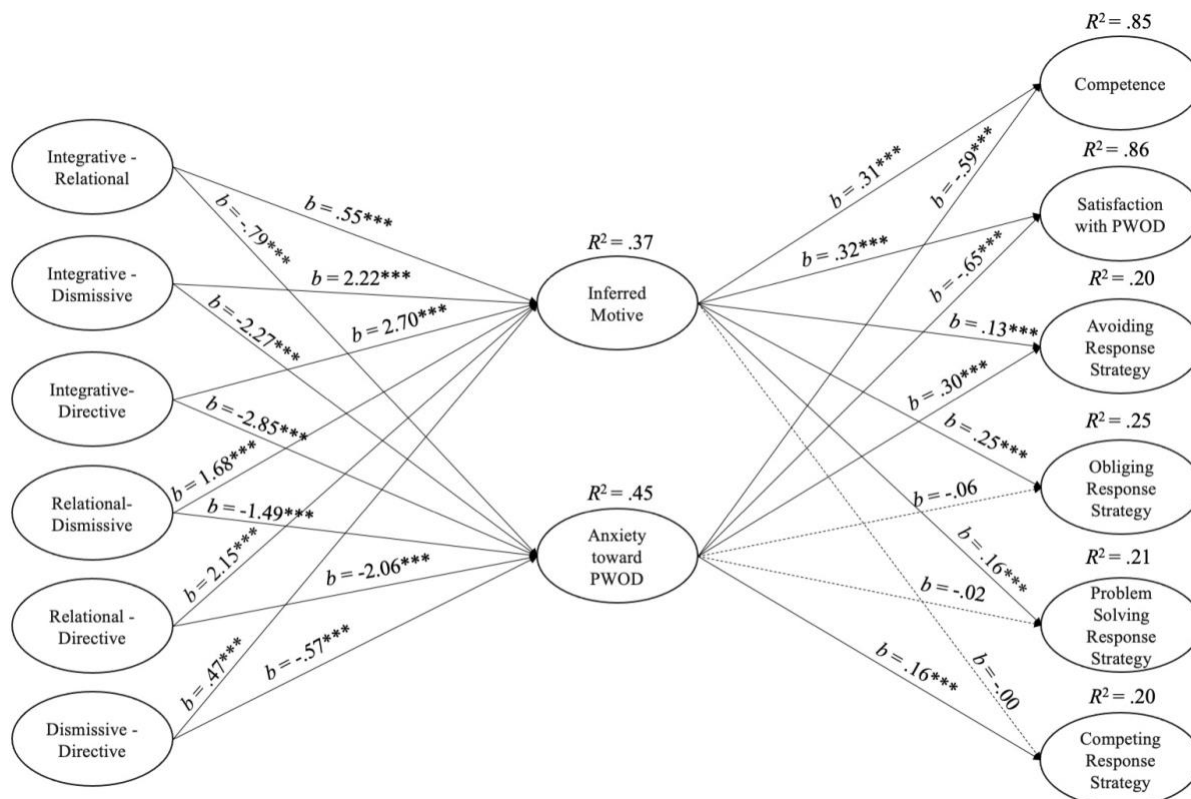 Integrative -
Relational
Integrative -
Dismissive
Integrative-
Directive
Relational-
Dismissive
Relational -
Directive
Dismissive -
Directive
b = .55***
b = -.79***
b = 2.22***
b = -2.27***
b = 2.70***
b = -2.85***
b = 1.68***
b = -1.49***
b = 2.15***
b = -2.06***
b = .47***
b = -.57***
R² = .37
Inferred
Motive
R² = .45
Anxiety
toward
PWOD
b = .31***
b = -.59***
b = .32***
b = -.65***
b = .13***
b = .30***
b = .25***
b = -.06
b = .16***
b = -.02
b = -.00
b = .16***
R² = .85
Competence
R² = .86
Satisfaction
with PWOD
R² = .20
Avoiding
Response
Strategy
R² = .25
Obliging
Response
Strategy
R² = .21
Problem
Solving
Response
Strategy
R² = .20
Competing
Response
Strategy